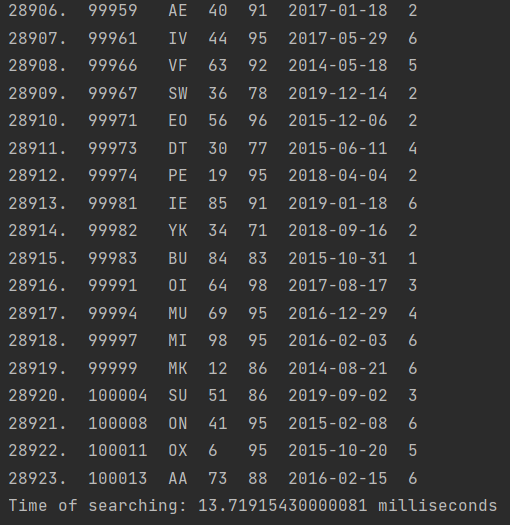 28906.  99959   AE  40  91  2017-01-18  2
28907.  99961   IV  44  95  2017-05-29  6
28908.  99966   VF  63  92  2014-05-18  5
28909.  99967   SW  36  78  2019-12-14  2
28910.  99971   EO  56  96  2015-12-06  2
28911.  99973   DT  30  77  2015-06-11  4
28912.  99974   PE  19  95  2018-04-04  2
28913.  99981   IE  85  91  2019-01-18  6
28914.  99982   YK  34  71  2018-09-16  2
28915.  99983   BU  84  83  2015-10-31  1
28916.  99991   OI  64  98  2017-08-17  3
28917.  99994   MU  69  95  2016-12-29  4
28918.  99997   MI  98  95  2016-02-03  6
28919.  99999   MK  12  86  2014-08-21  6
28920.  100004  SU  51  86  2019-09-02  3
28921.  100008  ON  41  95  2015-02-08  6
28922.  100011  OX  6   95  2015-10-20  5
28923.  100013  AA  73  88  2016-02-15  6
Time of searching: 13.71915430000081 milliseconds